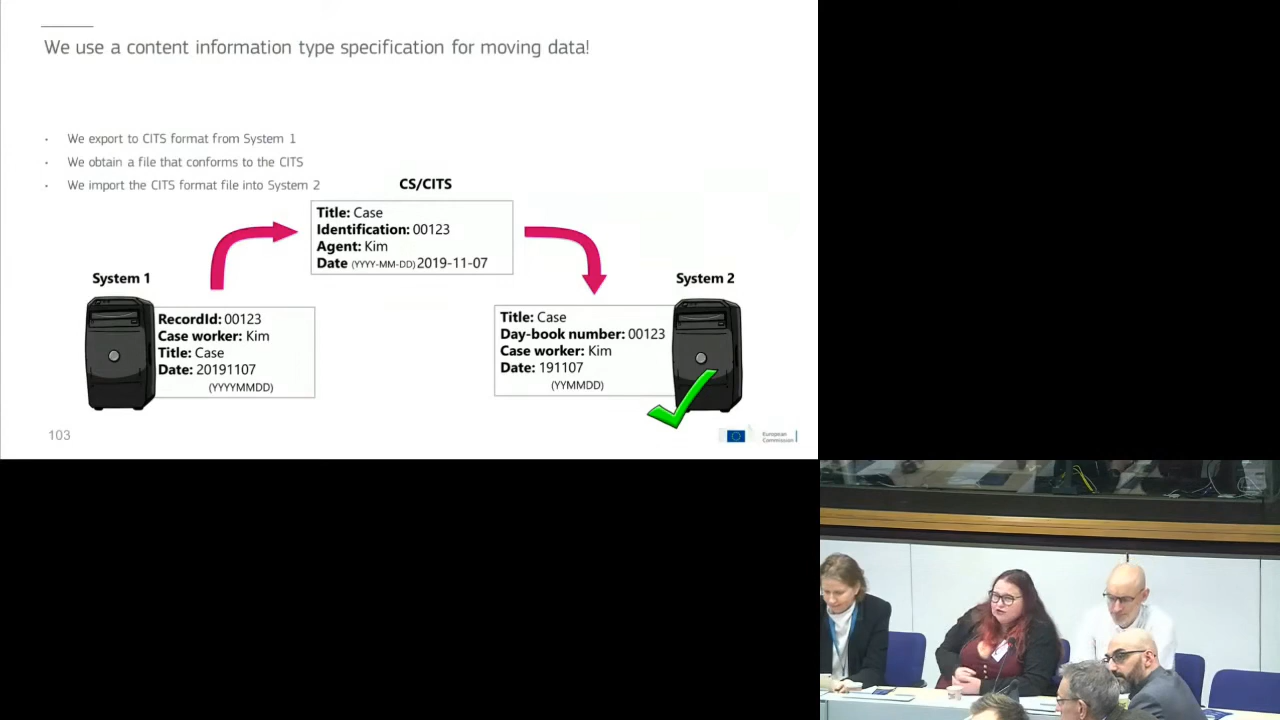 We use a content information type specification for moving data!
· We export to CITS format from System 1
· We obtain a file that conforms to the CITS
· We import the CITS format file into System 2
CS/CITS
Title: Case
Identification: 00123
Agent: Kim
Date (YYYY-MM-DD) 2019-11-07
System 1
RecordId: 00123
Case worker: Kim
Title: Case
Date: 20191107
(YYYYMMDD)
System 2
Title: Case
Day-book number: 00123
Case worker: Kim
Date: 191107
(YYMMDD)
103
European
Commission